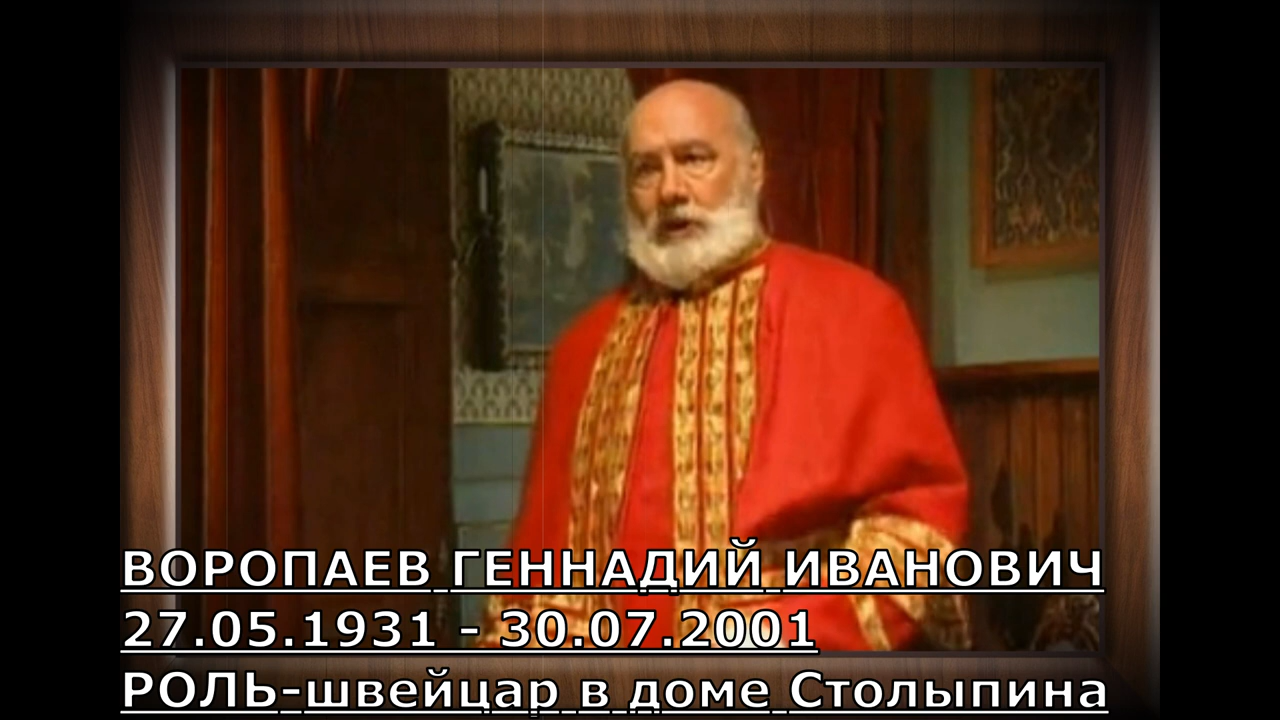 ВОРОПАЕВ ГЕННАДИЙ ИВАНОВИЧ
27.05.1931 - 30.07.2001
РОЛЬ-швейцар в доме Столыпина